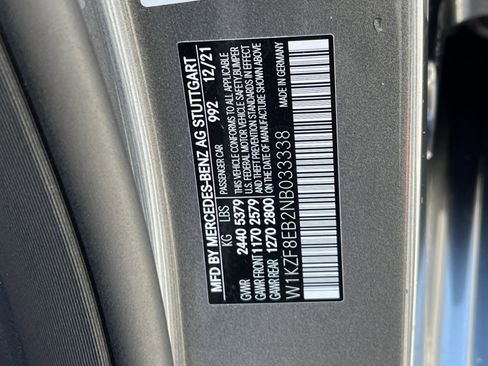 MFD BY MERCEDES-BENZ AG STUTTGART
PASSENGER CAR 992 12/21
KG LBS
GVWR 2440 5379
GAWR FRONT 1170 2579
GAWR REAR 1270 2800
THIS VEHICLE CONFORMS TO ALL APPLICABLE
U.S. FEDERAL MOTOR VEHICLE SAFETY, BUMPER
AND THEFT PREVENTION STANDARDS IN EFFECT
ON THE DATE OF MANUFACTURE SHOWN ABOVE
W1KZF8EB2NB033338
MADE IN GERMANY